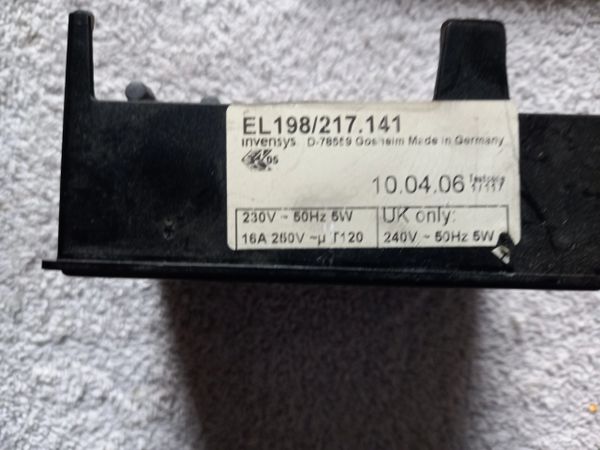 EL198/217.141
invensys D-78559 Gosheim Made in Germany
05
10.04.06
230V ~ 50Hz 5W
UK only:
16A 250V ~µ T120
240V ~ 50Hz 5W